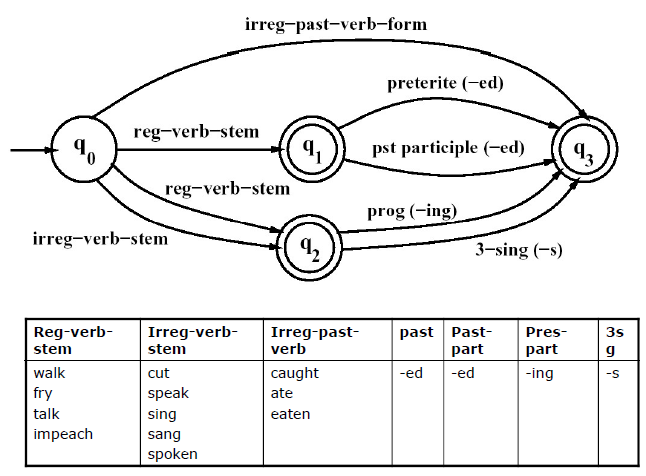 irreg–past–verb–form
preterite (–ed)
reg–verb–stem
pst participle (–ed)
q0
q1
q3
reg–verb–stem
prog (–ing)
irreg–verb–stem
q2
3–sing (–s)
Reg-verb-stem Irreg-verb-stem Irreg-past-verb past Past-part Pres-part 3sg
walk cut caught -ed -ed -ing -s
fry speak ate
talk sing eaten
impeach sang
spoken